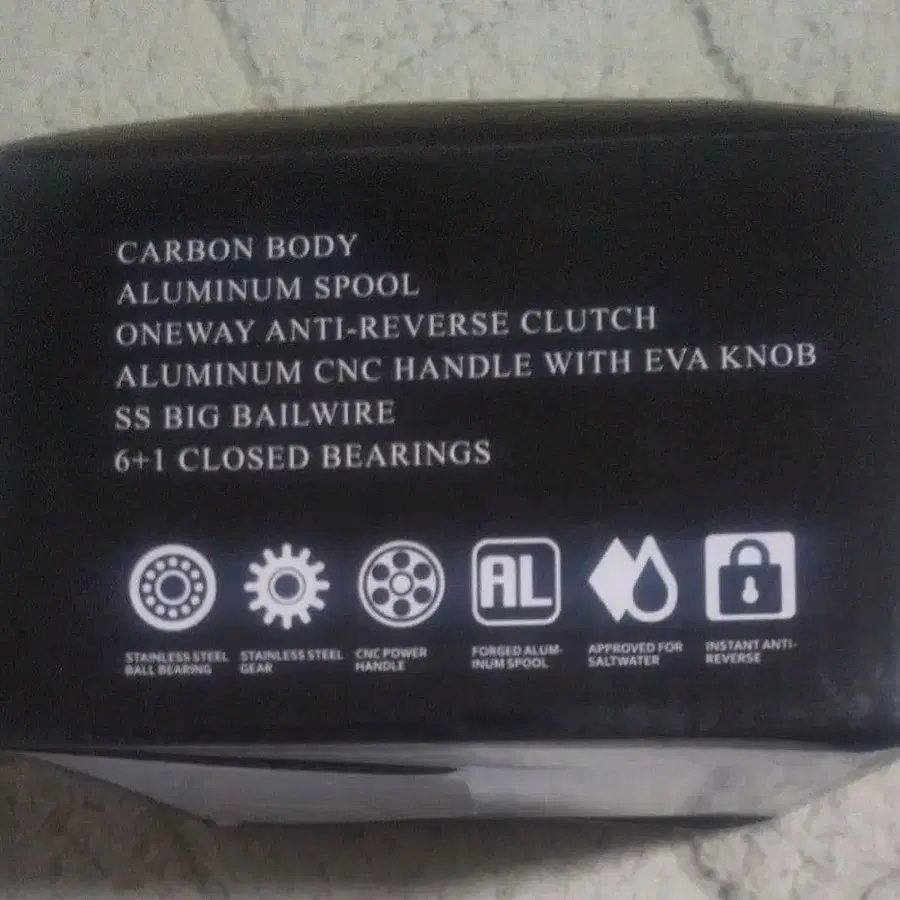 CARBON BODY
ALUMINUM SPOOL
ONEWAY ANTI-REVERSE CLUTCH
ALUMINUM CNC HANDLE WITH EVA KNOB
SS BIG BAILWIRE
6+1 CLOSED BEARINGS
AL
STAINLESS STEEL
BALL BEARING
STAINLESS STEEL
GEAR
CNC POWER
HANDLE
FORGED ALUM-
INUM SPOOL
APPROVED FOR
SALTWATER
INSTANT ANTI-
REVERSE